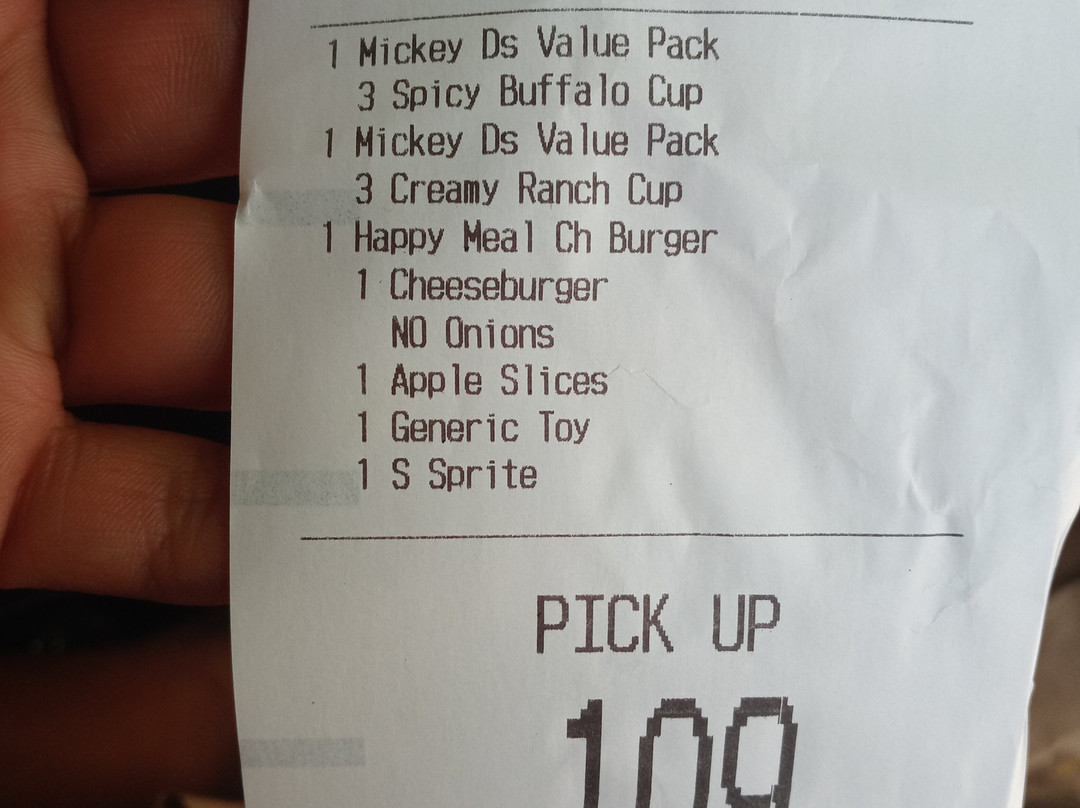 1 Mickey Ds Value Pack
3 Spicy Buffalo Cup
1 Mickey Ds Value Pack
3 Creamy Ranch Cup
1 Happy Meal Ch Burger
1 Cheeseburger
NO Onions
1 Apple Slices
1 Generic Toy
1 S Sprite
PICK UP
109